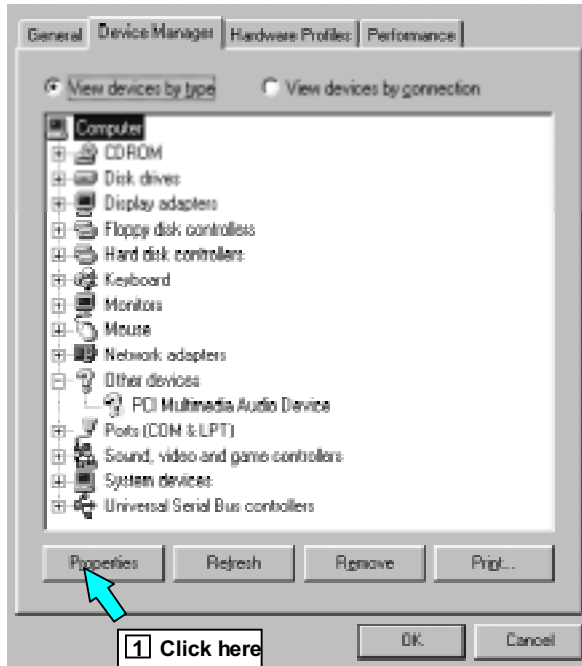 General Device Manager Hardware Profiles Performance
View devices by type View devices by connection
Computer
CDROM
Disk drives
Display adapters
Floppy disk controllers
Hard disk controllers
Keyboard
Monitors
Mouse
Network adapters
Other devices
PCI Multimedia Audio Device
Ports (COM & LPT)
Sound, video and game controllers
System devices
Universal Serial Bus controllers
Properties Refresh Remove Print...
1 Click here
OK Cancel